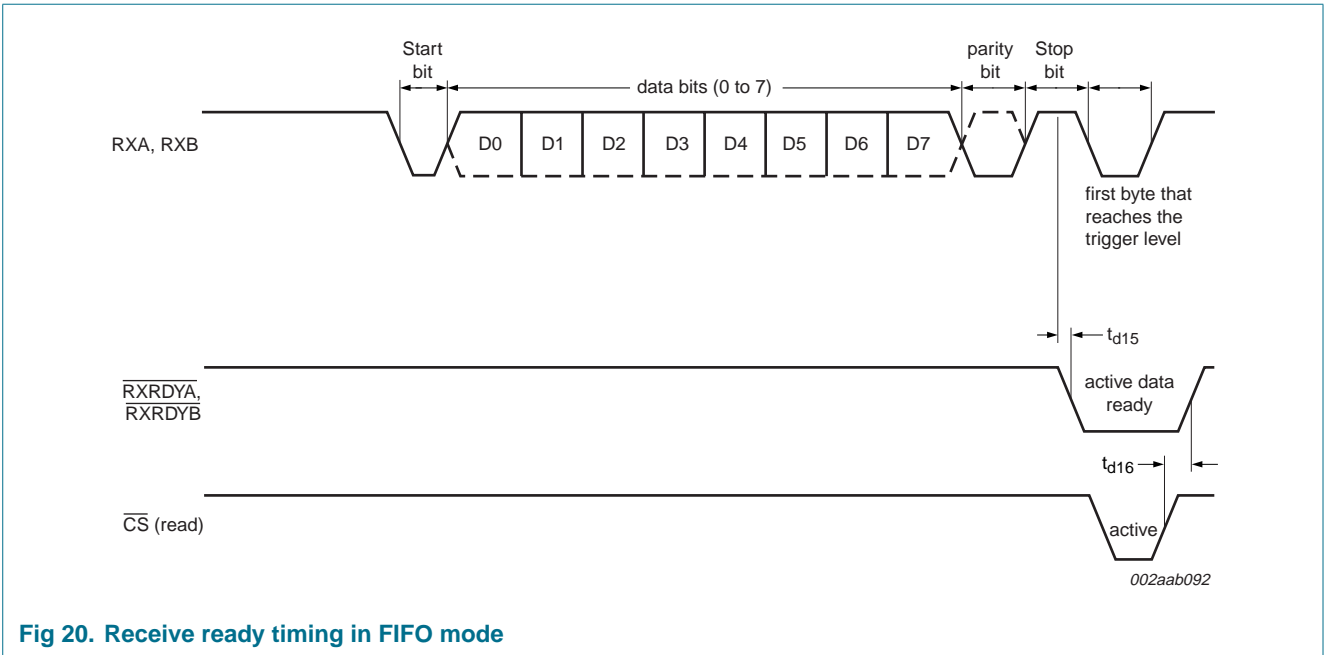 Start
bit
data bits (0 to 7)
parity
bit
Stop
bit
RXA, RXB
D0 D1 D2 D3 D4 D5 D6 D7
first byte that
reaches the
trigger level
td15
RXRDYA,
RXRDYB
active data
ready
td16
CS (read)
active
002aab092
Fig 20. Receive ready timing in FIFO mode